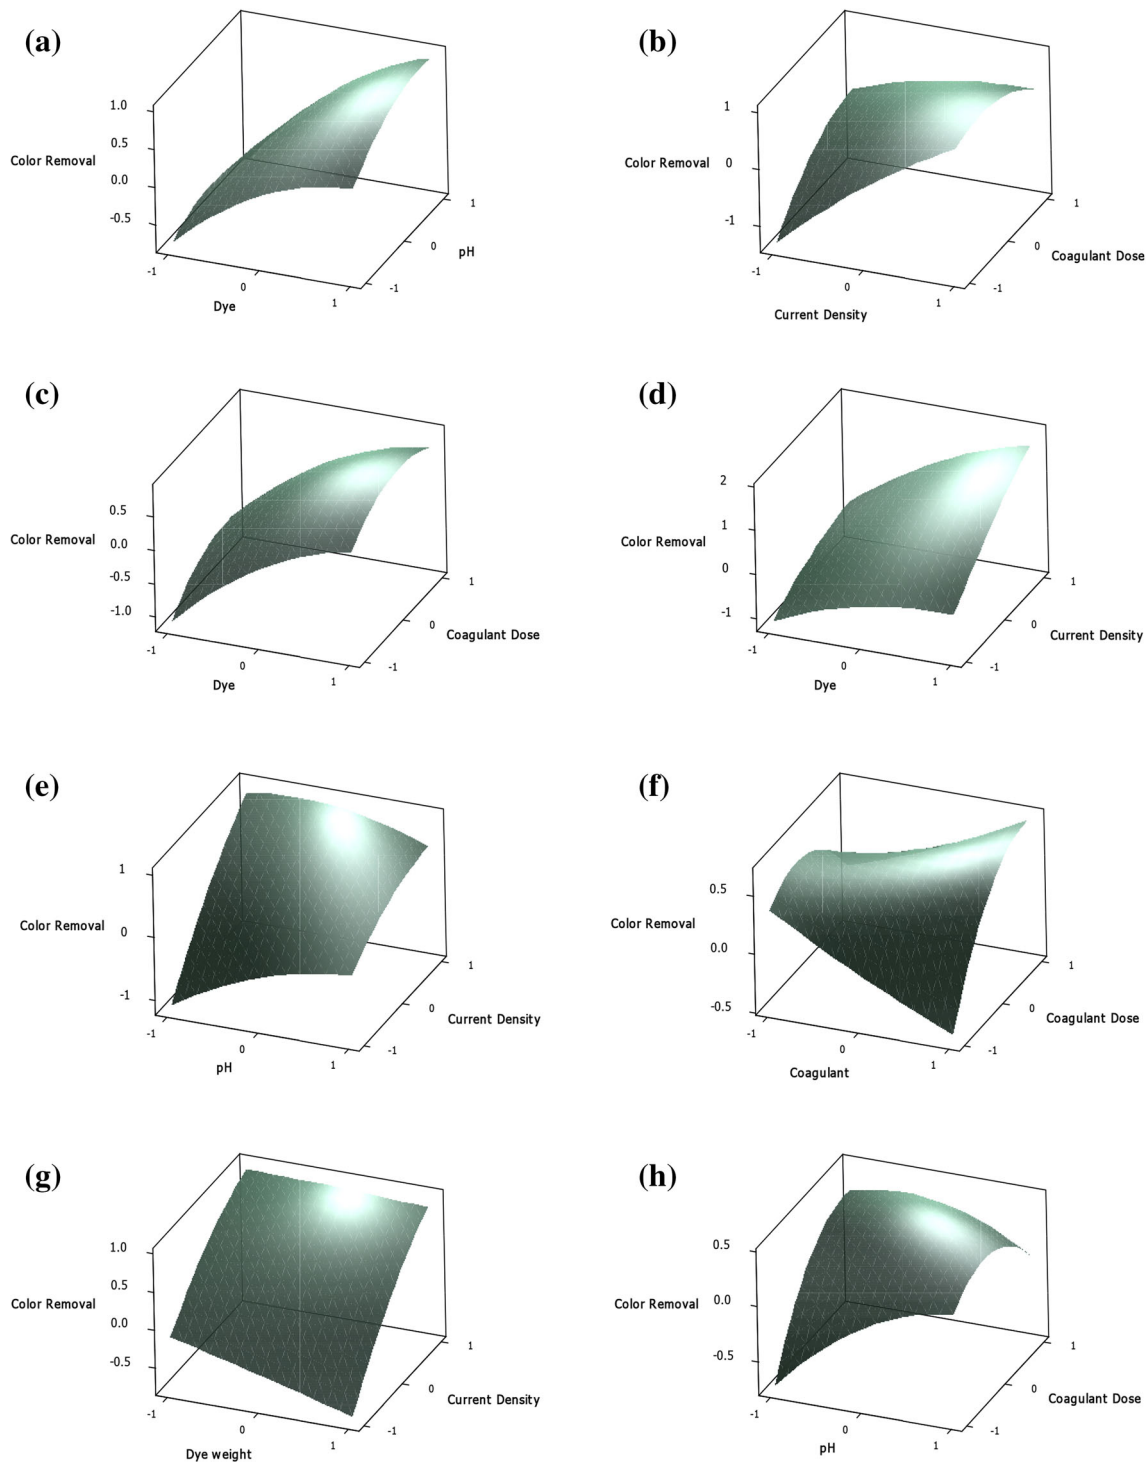 (a)
1.0
0.5
Color Removal
0.0
-0.5
-1
0
1
Dye
-1
0
1
pH
(b)
1
Color Removal
0
-1
-1
0
1
Current Density
-1
0
1
Coagulant Dose
(c)
0.5
Color Removal
0.0
-0.5
-1.0
-1
0
1
Dye
-1
0
1
Coagulant Dose
(d)
2
1
Color Removal
0
-1
-1
0
1
Dye
-1
0
1
Current Density
(e)
1
Color Removal
0
-1
-1
0
1
pH
-1
0
1
Current Density
(f)
0.5
Color Removal
0.0
-0.5
-1
0
1
Coagulant
-1
0
1
Coagulant Dose
(g)
1.0
0.5
Color Removal
0.0
-0.5
-1
0
1
Dye weight
-1
0
1
Current Density
(h)
0.5
Color Removal
0.0
-0.5
-1
0
1
pH
-1
0
1
Coagulant Dose